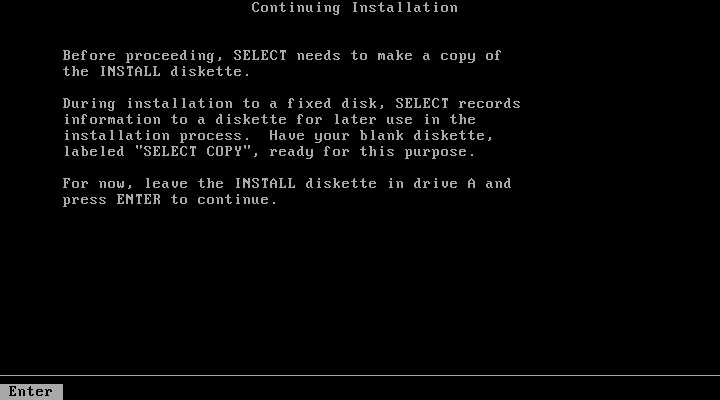 Continuing Installation
Before proceeding, SELECT needs to make a copy of
the INSTALL diskette.
During installation to a fixed disk, SELECT records
information to a diskette for later use in the
installation process.  Have your blank diskette,
labeled "SELECT COPY", ready for this purpose.
For now, leave the INSTALL diskette in drive A and
press ENTER to continue.
Enter